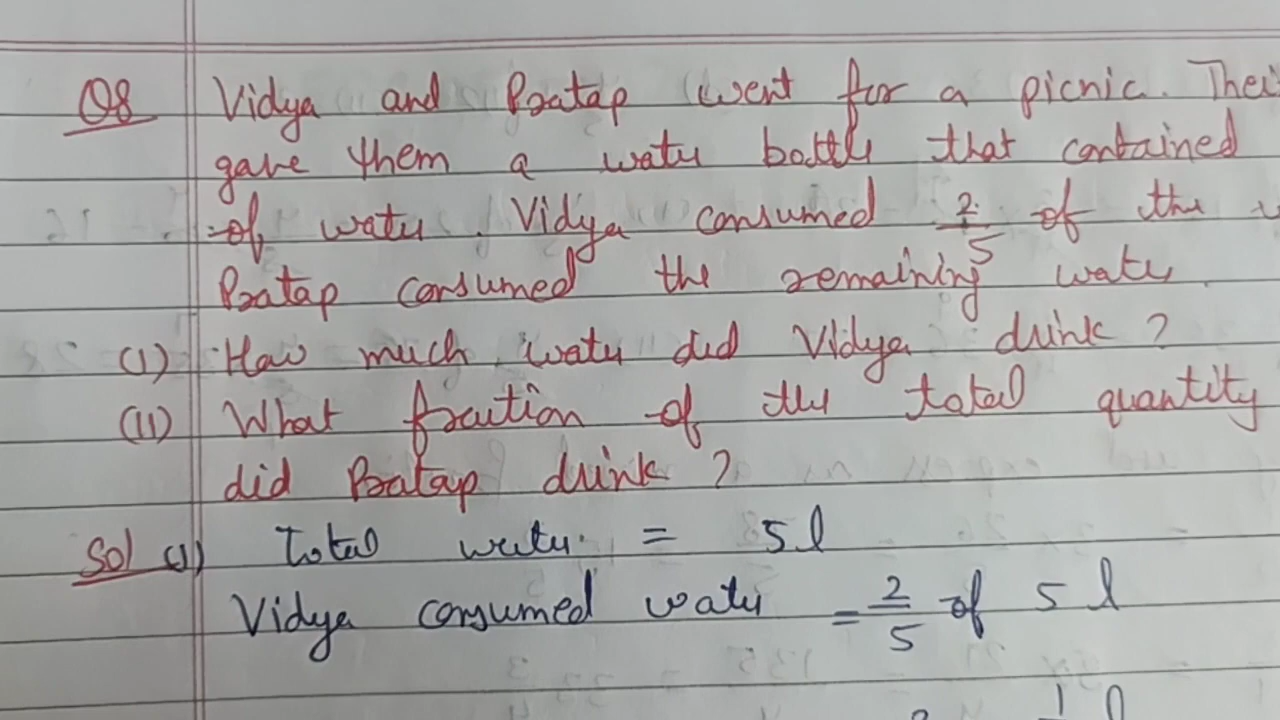 Q8 Vidya and Pratap went for a picnic. Thei
gave them a water bottle that contained
of water. Vidya consumed 2/5 of the
Pratap consumed the remaining water.
(I) How much water did Vidya drink?
(II) What fraction of the total quantity
did Pratap drink?
Sol (I) Total water = 5 l
Vidya consumed water = 2/5 of 5 l